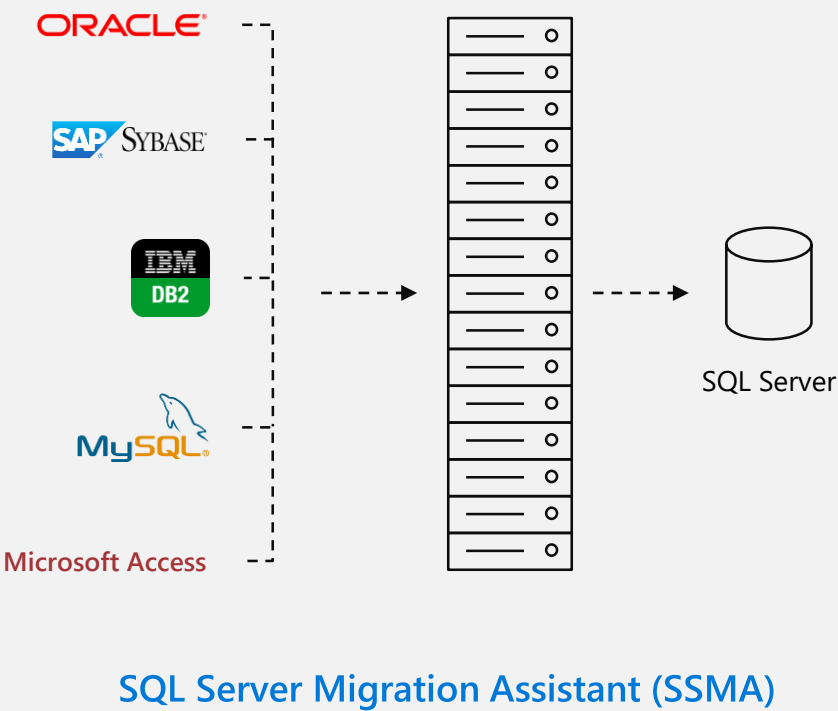 ORACLE®
SAP® SYBASE®
IBM
DB2
MySQL®
SQL Server
Microsoft Access
SQL Server Migration Assistant (SSMA)